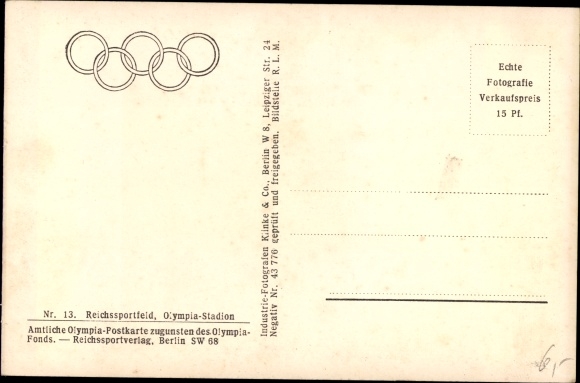 Echte
Fotografie
Verkaufspreis
15 Pf.
Industrie-Fotografen Klinke & Co., Berlin W 8, Leipziger Str. 24
Negativ Nr. 43 776 geprüft und freigegeben. Bildstelle R. L. M.
Nr. 13. Reichssportfeld, Olympia-Stadion
Amtliche Olympia-Postkarte zugunsten des Olympia-
Fonds. — Reichssportverlag, Berlin SW 68